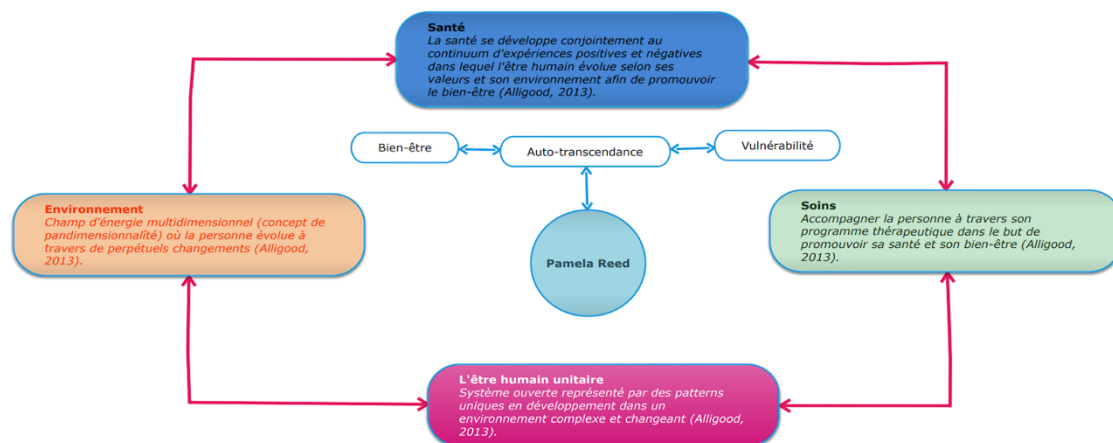 Santé
La santé se développe conjointement au
continuum d'expériences positives et négatives
dans lequel l'être humain évolue selon ses
valeurs et son environnement afin de promouvoir
le bien-être (Alligood, 2013).
Bien-être
Auto-transcendance
Vulnérabilité
Environnement
Champ d'énergie multidimensionnel (concept de
pandimensionnalité) où la personne évolue à
travers de perpétuels changements (Alligood,
2013).
Soins
Accompagner la personne à travers son
programme thérapeutique dans le but de
promouvoir sa santé et son bien-être (Alligood,
2013).
Pamela Reed
L'être humain unitaire
Système ouverte représenté par des patterns
uniques en développement dans un
environnement complexe et changeant (Alligood,
2013).